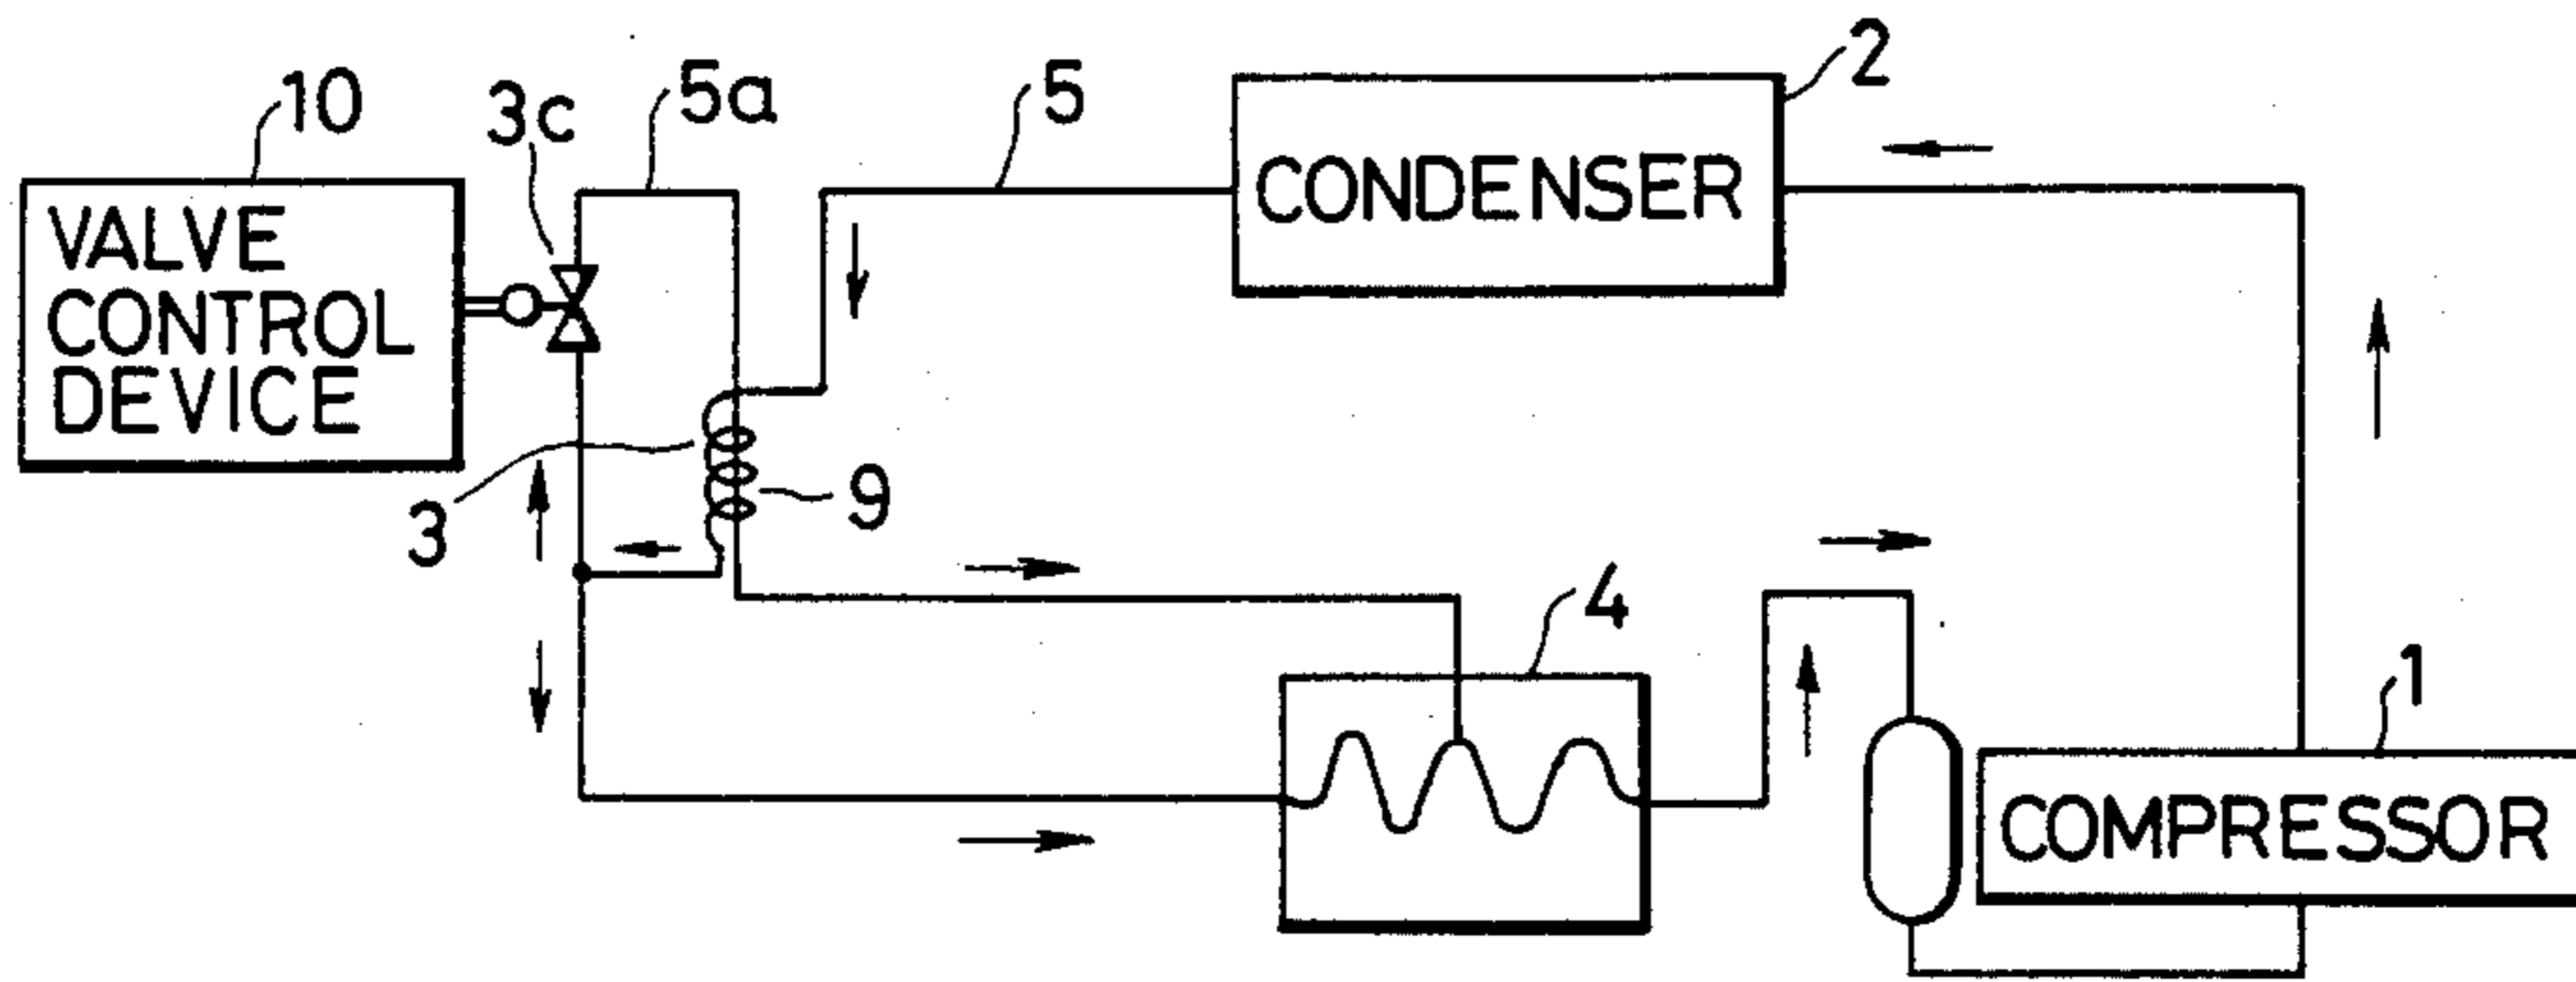 10
3c
5a
5
2
VALVE
CONTROL
DEVICE
CONDENSER
3
9
4
1
COMPRESSOR